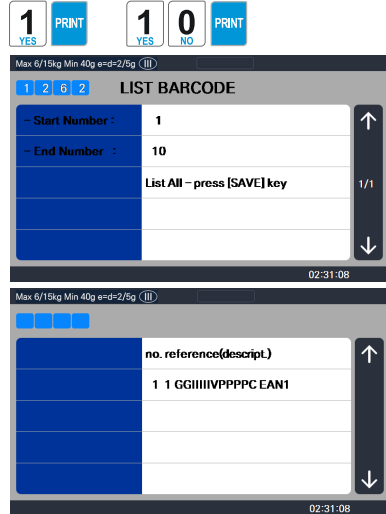 1 YES PRINT 1 YES 0 NO PRINT
Max 6/15kg Min 40g e=d=2/5g III
1 2 6 2 LIST BARCODE
- Start Number : 1
- End Number : 10
List All - press [SAVE] key
1/1
02:31:08
Max 6/15kg Min 40g e=d=2/5g III
no. reference(descript.)
1 1 GGIIIIIVPPPPC EAN1
02:31:08